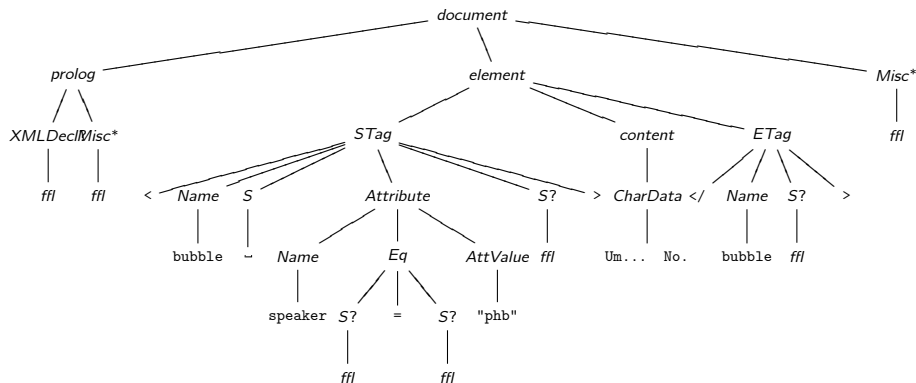 document
prolog element Misc*
XMLDecl? Misc* STag content ETag ffl
ffl ffl < Name S Attribute S? > CharData </ Name S? >
bubble ␣ Name Eq AttValue ffl Um... No. bubble ffl
speaker S? = S? "phb"
ffl ffl